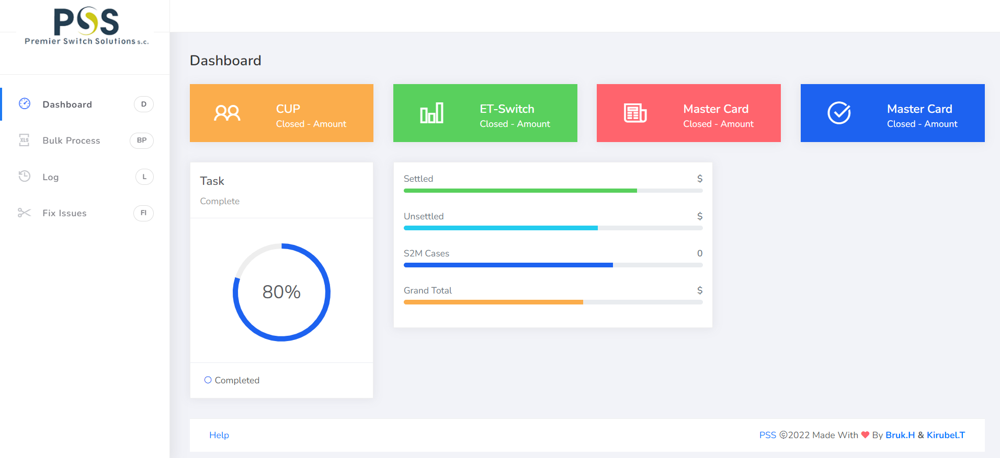 PSS
Premier Switch Solutions s.c.
Dashboard D
XLS Bulk Process BP
Log L
Fix Issues FI
Dashboard
CUP
Closed - Amount
ET-Switch
Closed - Amount
Master Card
Closed - Amount
Master Card
Closed - Amount
Task
Complete
80%
Completed
Settled $
Unsettled $
S2M Cases 0
Grand Total $
Help
PSS ©2022 Made With ❤ By Bruk.H & Kirubel.T